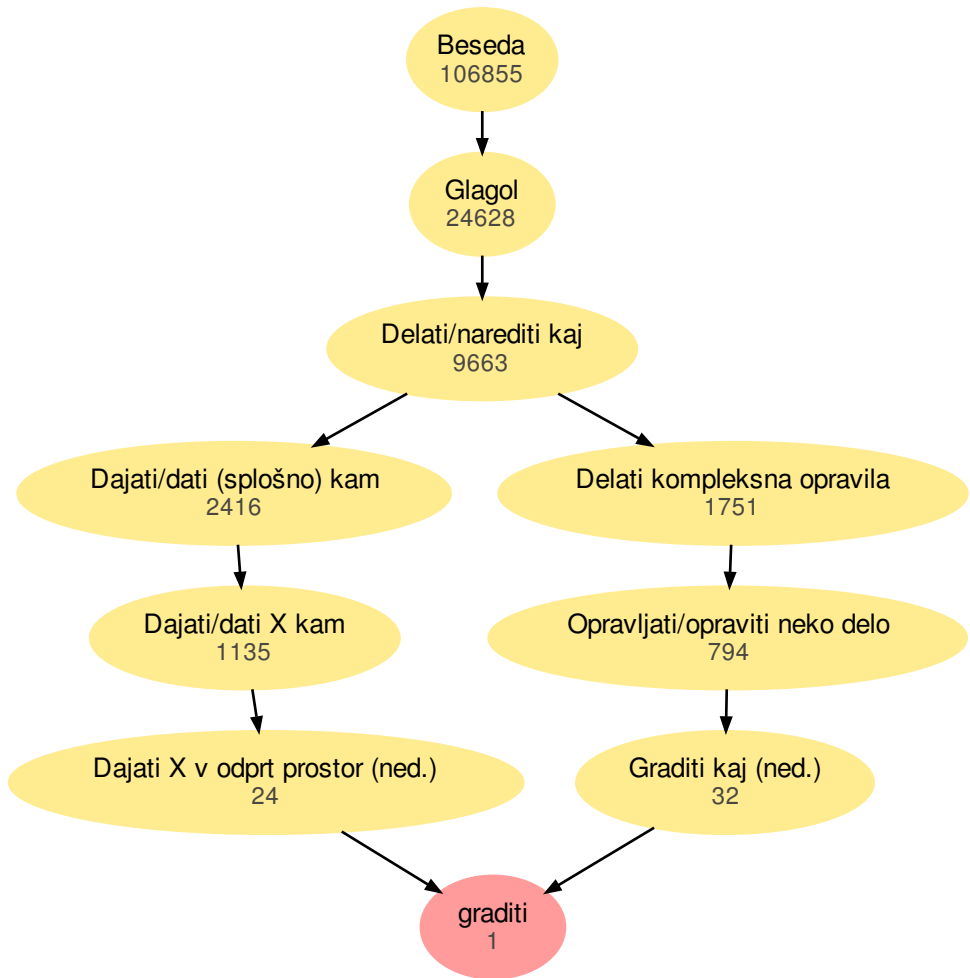 Beseda
106855
Glagol
24628
Delati/narediti kaj
9663
Dajati/dati (splošno) kam
2416
Delati kompleksna opravila
1751
Dajati/dati X kam
1135
Opravljati/opraviti neko delo
794
Dajati X v odprt prostor (ned.)
24
Graditi kaj (ned.)
32
graditi
1